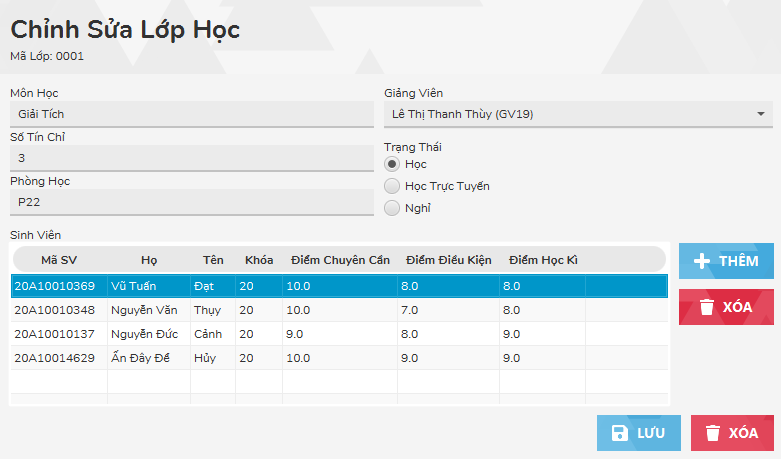 Chỉnh Sửa Lớp Học
Mã Lớp: 0001
Môn Học
Giải Tích
Số Tín Chỉ
3
Phòng Học
P22
Giảng Viên
Lê Thị Thanh Thùy (GV19)
Trạng Thái
Học
Học Trực Tuyến
Nghỉ
Sinh Viên
Mã SV Họ Tên Khóa Điểm Chuyên Cần Điểm Điều Kiện Điểm Học Kì
20A10010369 Vũ Tuấn Đạt 20 10.0 8.0 8.0
20A10010348 Nguyễn Văn Thụy 20 10.0 7.0 8.0
20A10010137 Nguyễn Đức Cảnh 20 9.0 8.0 9.0
20A10014629 Ấn Đây Để Hủy 20 10.0 9.0 9.0
THÊM
XÓA
LƯU
XÓA